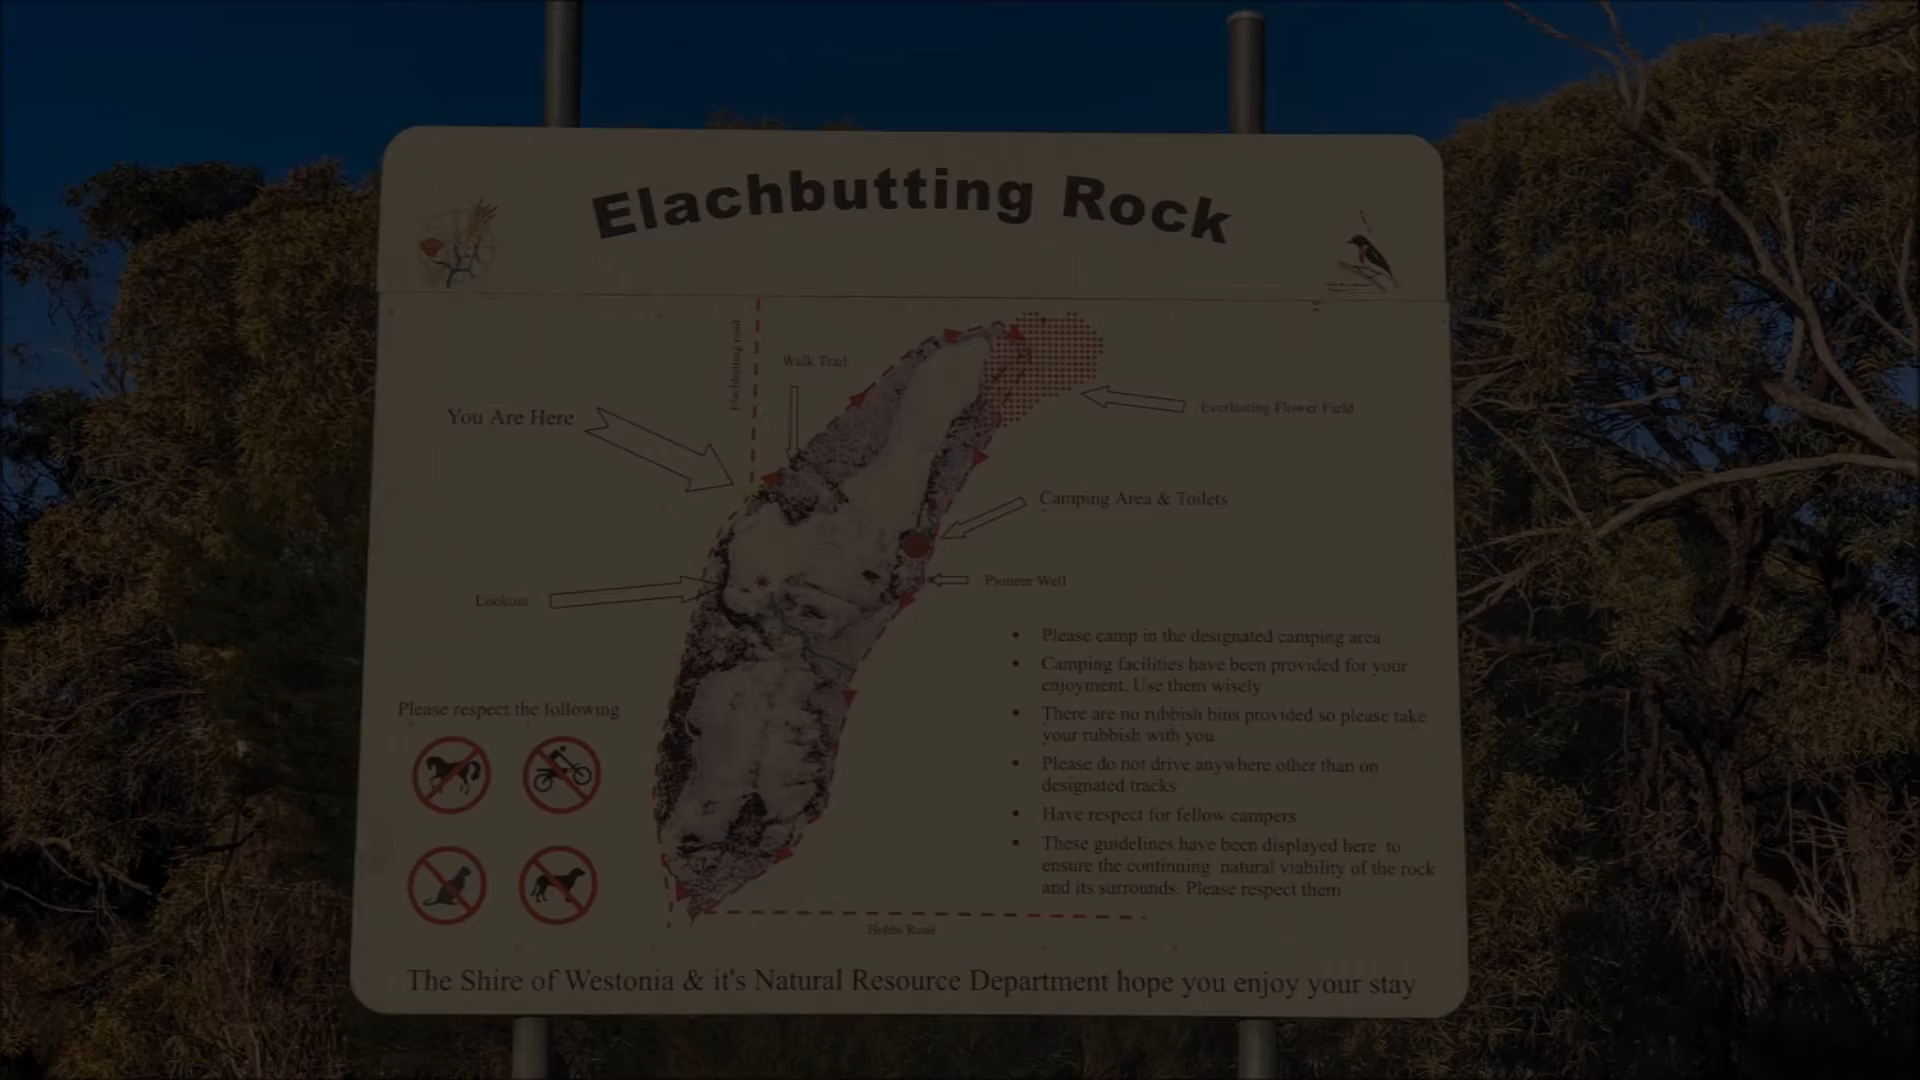 Elachbutting Rock
Elachbutting road
Walk Trail
You Are Here
Everlasting Flower Field
Camping Area & Toilets
Pioneer Well
Lookout
• Please camp in the designated camping area
• Camping facilities have been provided for your
enjoyment. Use them wisely
• There are no rubbish bins provided so please take
your rubbish with you
• Please do not drive anywhere other than on
designated tracks
• Have respect for fellow campers
• These guidelines have been displayed here to
ensure the continuing natural viability of the rock
and its surrounds. Please respect them
Please respect the following
Hobbs Road
The Shire of Westonia & it's Natural Resource Department hope you enjoy your stay